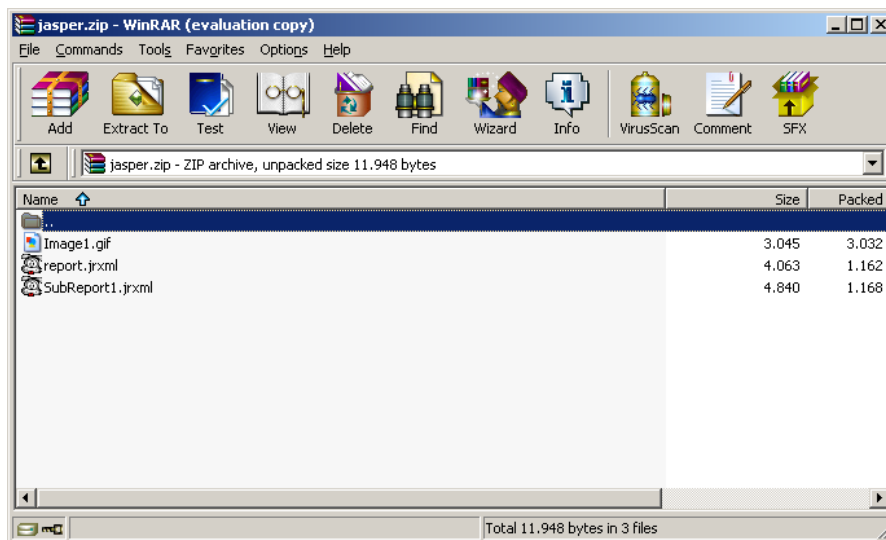 jasper.zip - WinRAR (evaluation copy)
File Commands Tools Favorites Options Help
Add Extract To Test View Delete Find Wizard Info VirusScan Comment SFX
jasper.zip - ZIP archive, unpacked size 11.948 bytes
Name Size Packed
..
Image1.gif 3.045 3.032
report.jrxml 4.063 1.162
SubReport1.jrxml 4.840 1.168
Total 11.948 bytes in 3 files